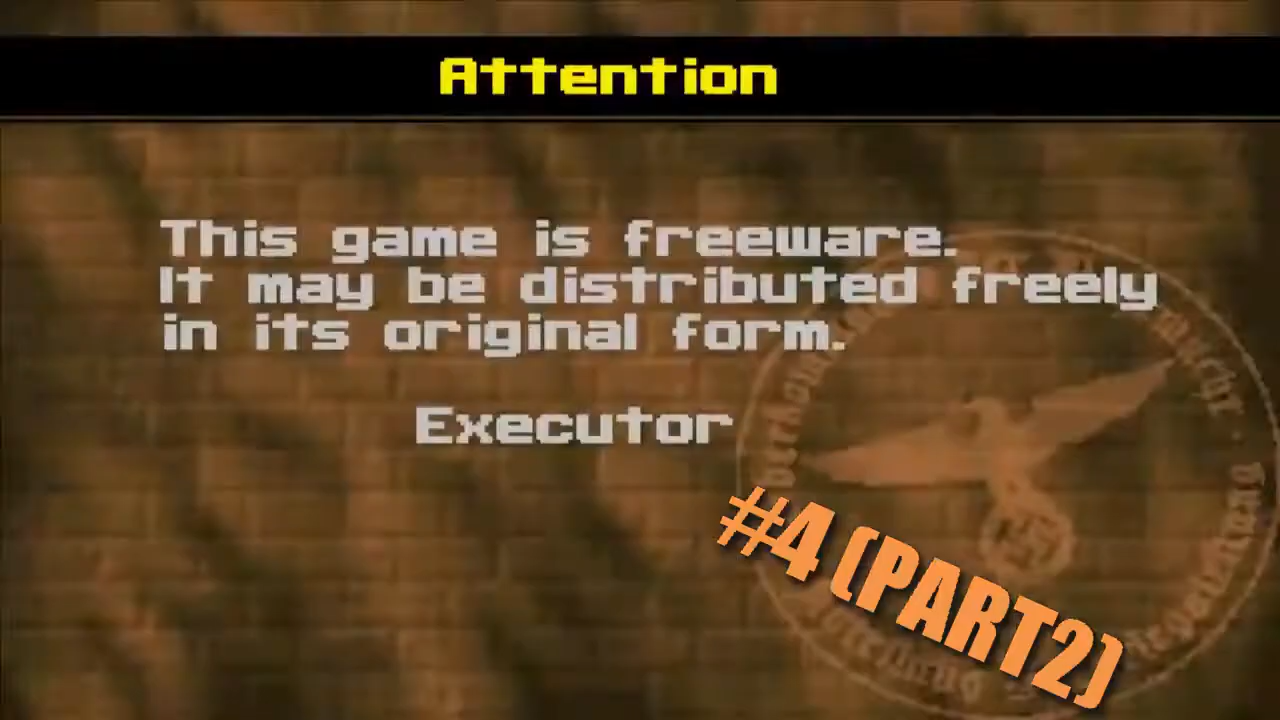 Attention
This game is freeware.
It may be distributed freely
in its original form.
Executor
#4 (PART2)